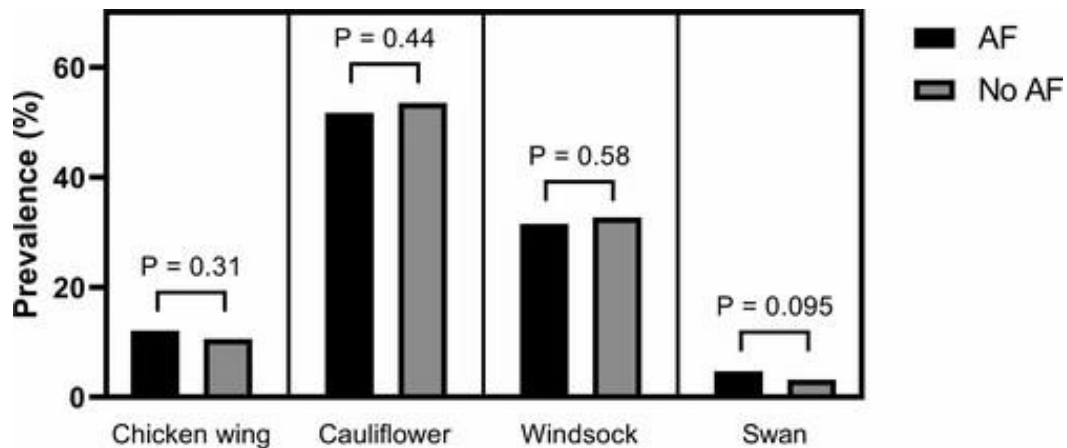 P = 0.44
AF
No AF
60
P = 0.58
40
P = 0.31
20
P = 0.095
0
Prevalence (%)
Chicken wing Cauliflower Windsock Swan